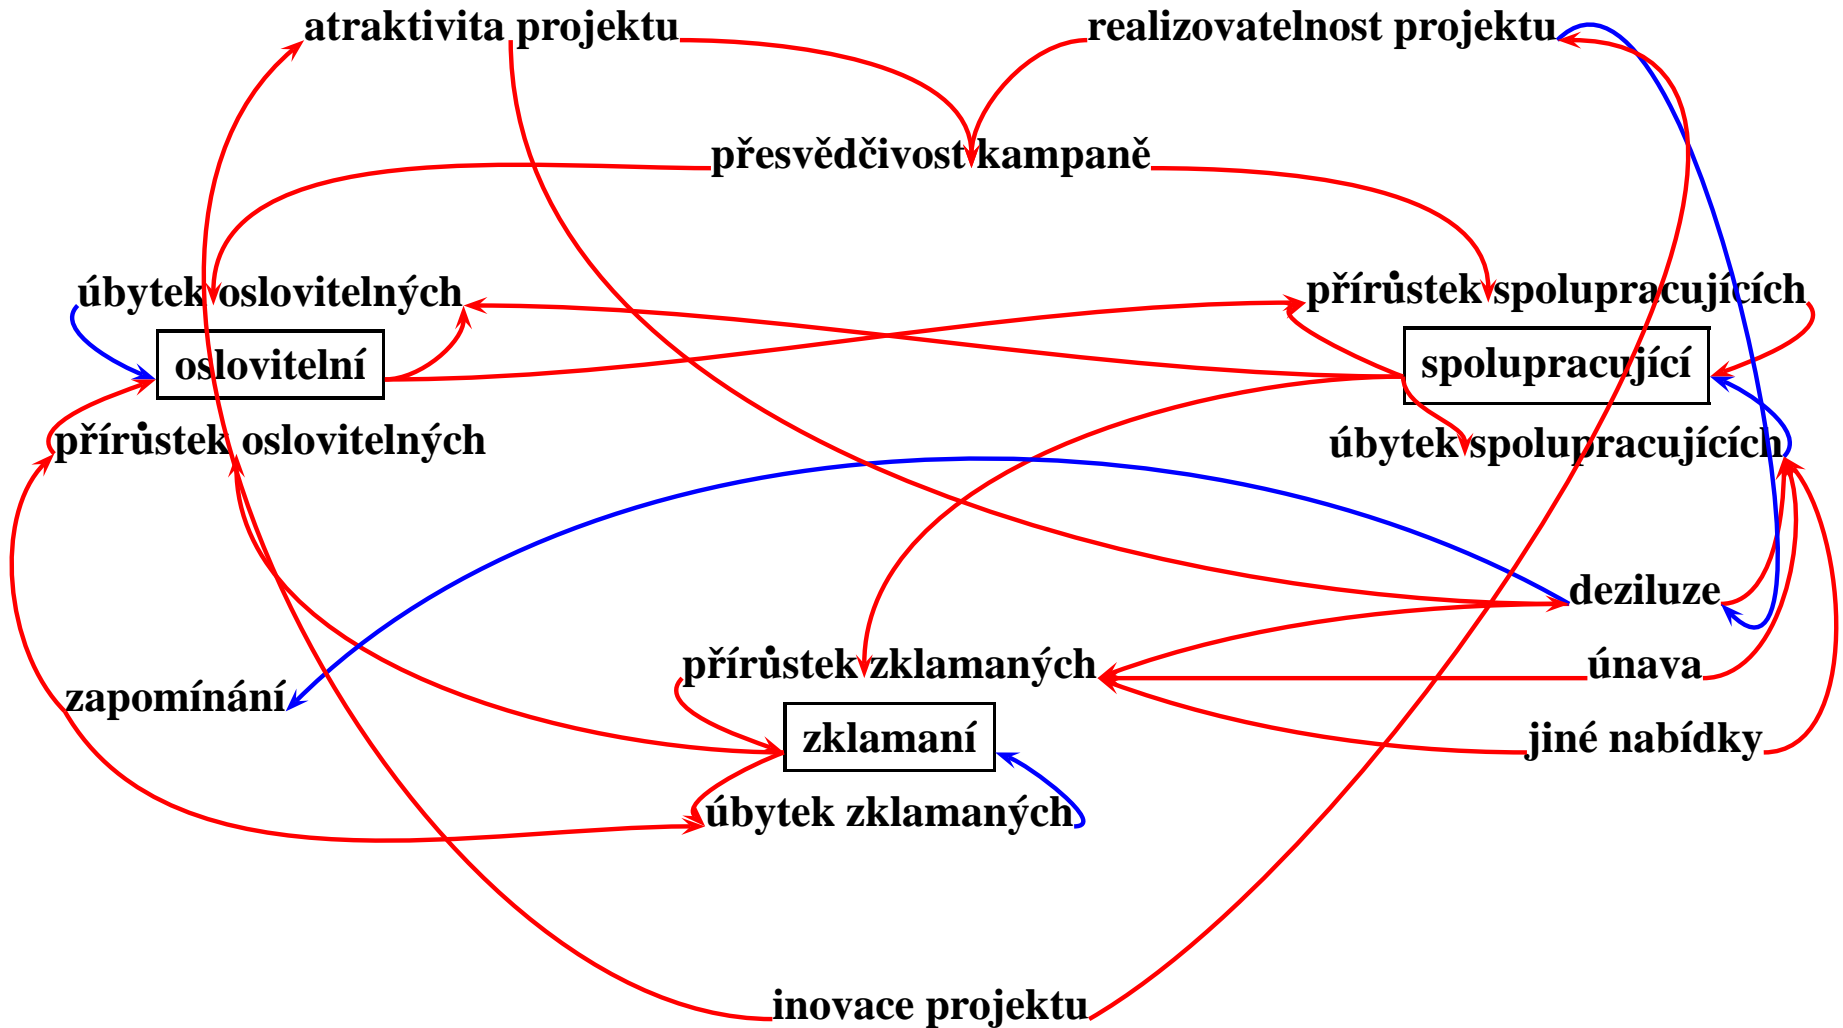 atraktivita projektu
realizovatelnost projektu
přesvědčivost kampaně
úbytek oslovitelných
přírůstek spolupracujících
oslovitelní
spolupracující
přírůstek oslovitelných
úbytek spolupracujících
deziluze
přírůstek zklamaných
únava
zapomínání
zklamaní
jiné nabídky
úbytek zklamaných
inovace projektu